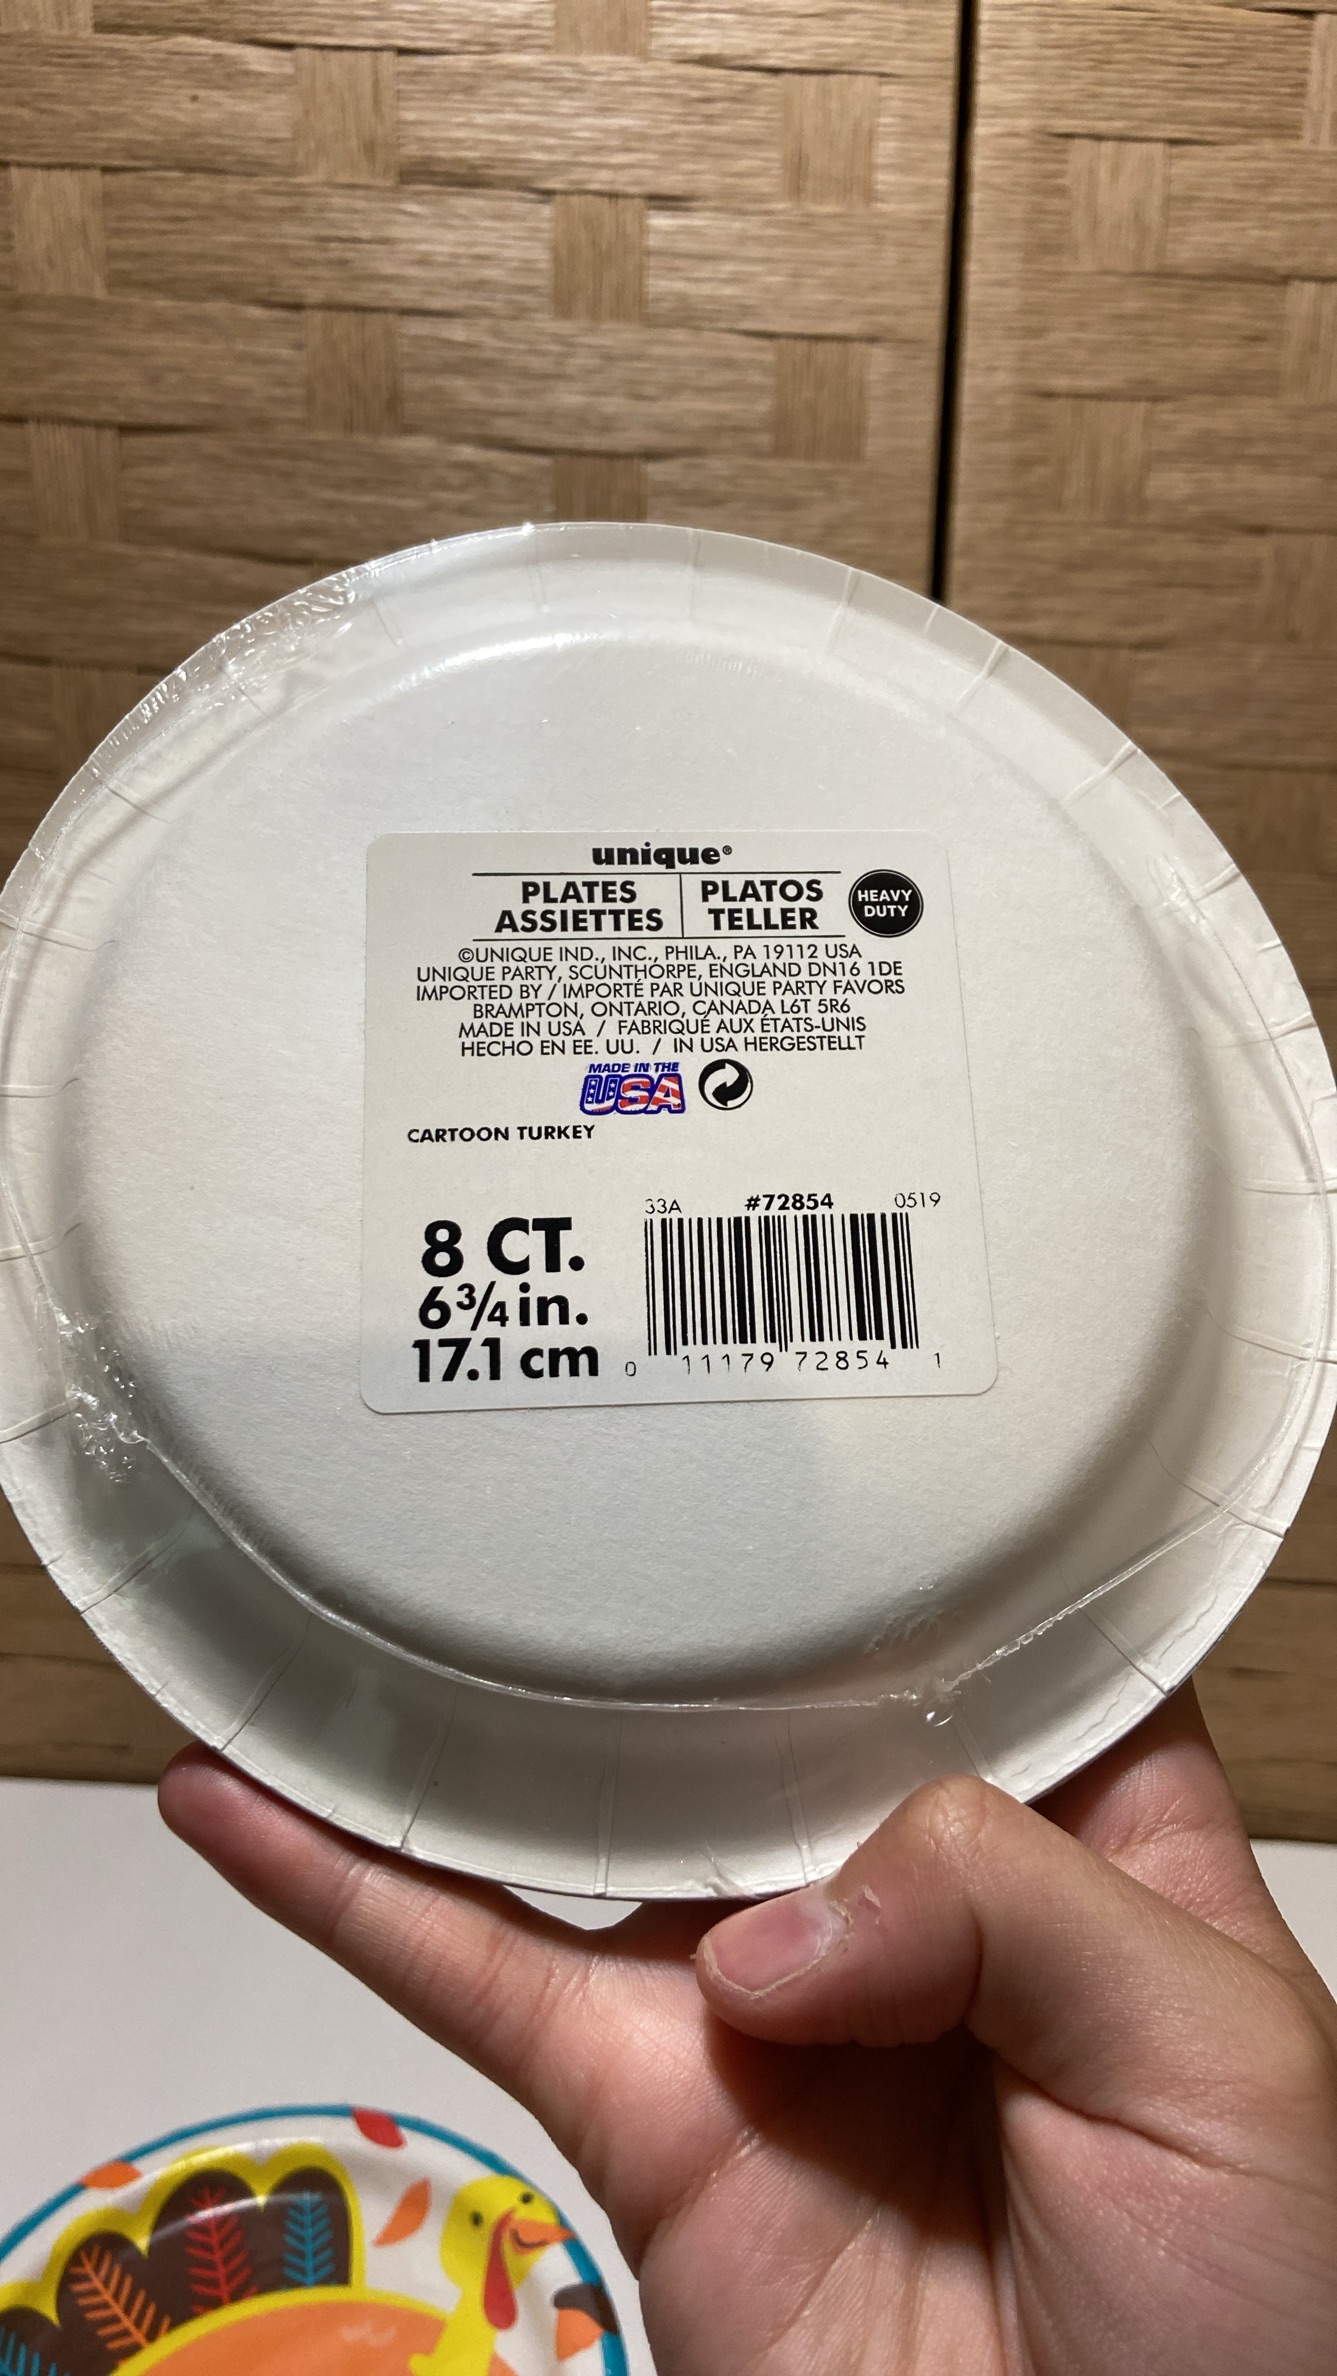 unique®
PLATES
ASSIETTES
PLATOS
TELLER
HEAVY
DUTY
©UNIQUE IND., INC., PHILA., PA 19112 USA
UNIQUE PARTY, SCUNTHORPE, ENGLAND DN16 1DE
IMPORTED BY / IMPORTÉ PAR UNIQUE PARTY FAVORS
BRAMPTON, ONTARIO, CANADA L6T 5R6
MADE IN USA / FABRIQUÉ AUX ÉTATS-UNIS
HECHO EN EE. UU. / IN USA HERGESTELLT
MADE IN THE
USA
CARTOON TURKEY
33A #72854 0519
8 CT.
6¾ in.
17.1 cm
0 11179 72854 1